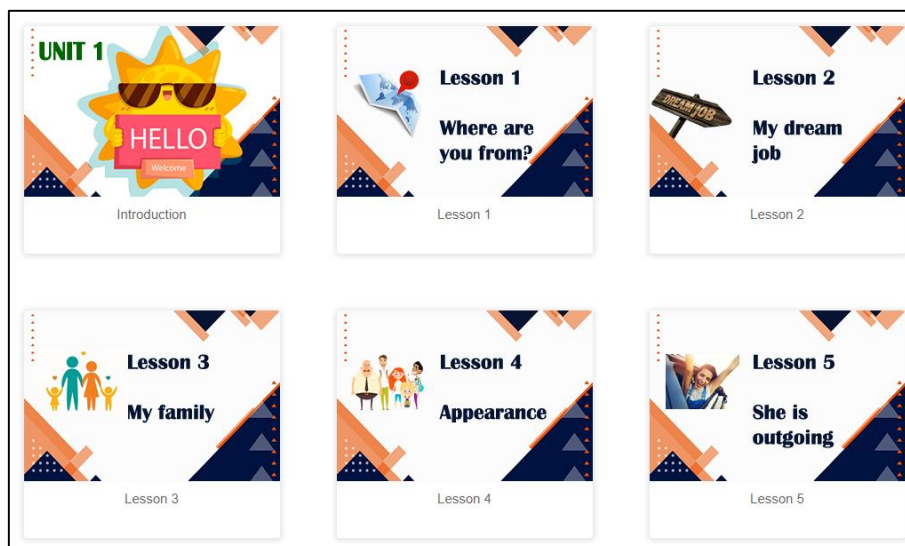 UNIT 1
HELLO
Welcome
Introduction
Lesson 1
Where are
you from?
Lesson 1
DREAM JOB
Lesson 2
My dream
job
Lesson 2
Lesson 3
My family
Lesson 3
Lesson 4
Appearance
Lesson 4
Lesson 5
She is
outgoing
Lesson 5